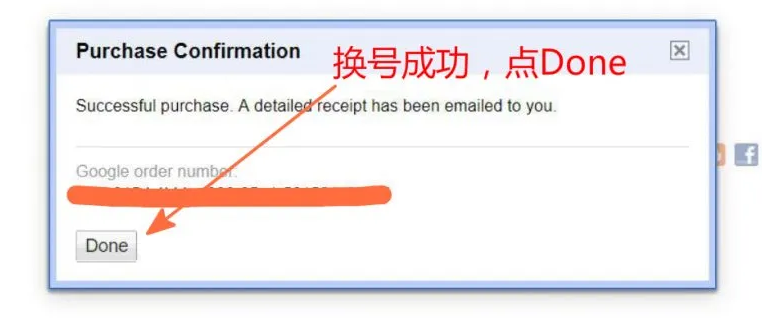 Purchase Confirmation
换号成功，点Done
Successful purchase. A detailed receipt has been emailed to you.
Google order number:
Done